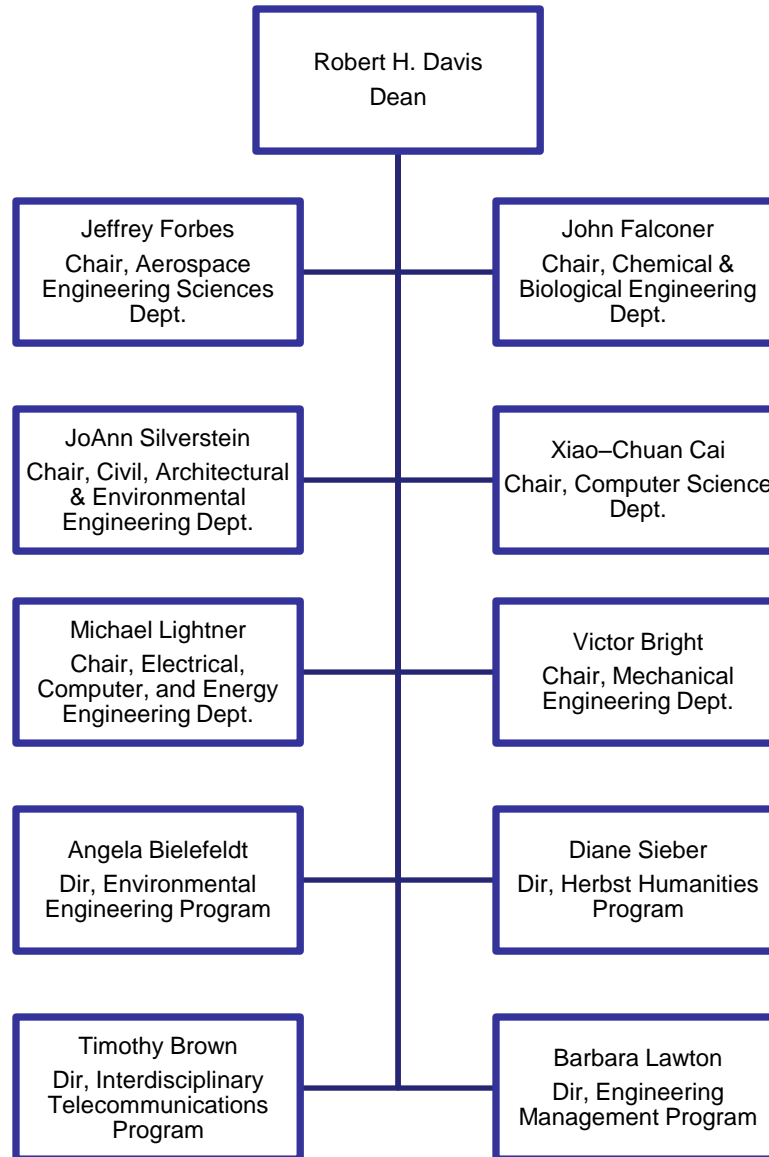 Robert H. Davis
Dean
Jeffrey Forbes
Chair, Aerospace
Engineering Sciences
Dept.
John Falconer
Chair, Chemical &
Biological Engineering
Dept.
JoAnn Silverstein
Chair, Civil, Architectural
& Environmental
Engineering Dept.
Xiao–Chuan Cai
Chair, Computer Science
Dept.
Michael Lightner
Chair, Electrical,
Computer, and Energy
Engineering Dept.
Victor Bright
Chair, Mechanical
Engineering Dept.
Angela Bielefeldt
Dir, Environmental
Engineering Program
Diane Sieber
Dir, Herbst Humanities
Program
Timothy Brown
Dir, Interdisciplinary
Telecommunications
Program
Barbara Lawton
Dir, Engineering
Management Program